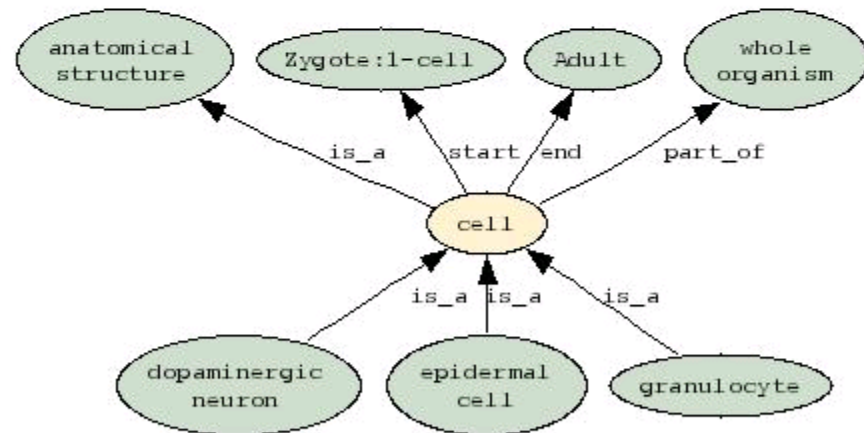 anatomical
structure
Zygote:1-cell
Adult
whole
organism
is_a
start
end
part_of
cell
is_a
is_a
is_a
dopaminergic
neuron
epidermal
cell
granulocyte